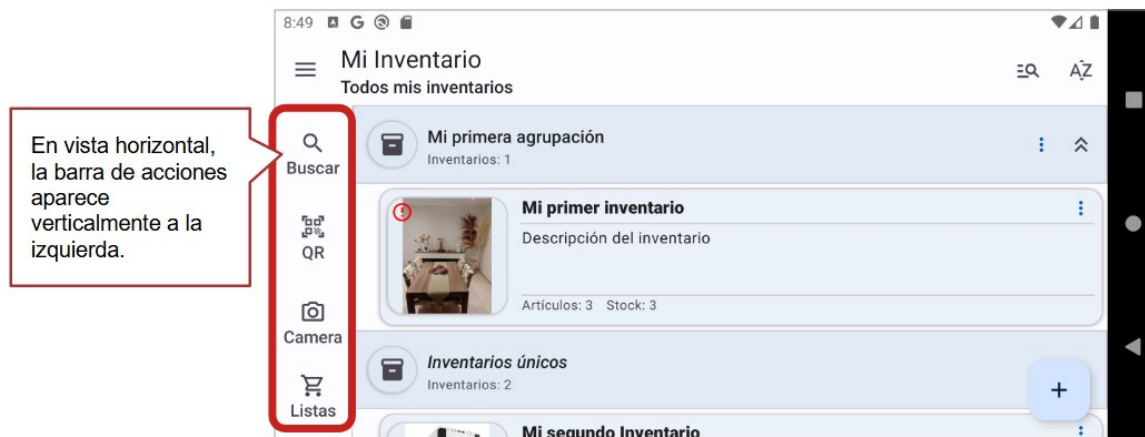 8:49
Mi Inventario
Todos mis inventarios
AZ
En vista horizontal,
la barra de acciones
aparece
verticalmente a la
izquierda.
Buscar
QR
Camera
Listas
Mi primera agrupación
Inventarios: 1
Mi primer inventario
Descripción del inventario
Artículos: 3 Stock: 3
Inventarios únicos
Inventarios: 2
Mi segundo Inventario